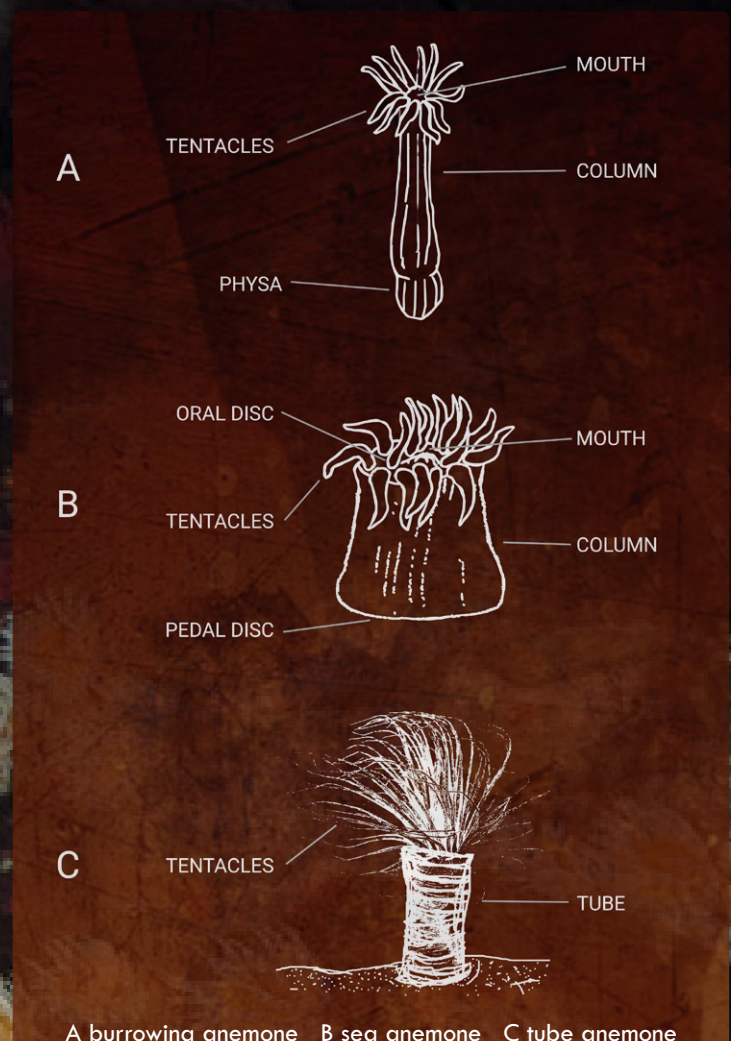 MOUTH
TENTACLES
A
COLUMN
PHYSA
ORAL DISC
MOUTH
B
TENTACLES
COLUMN
PEDAL DISC
C
TENTACLES
TUBE
A burrowing anemone B sea anemone C tube anemone